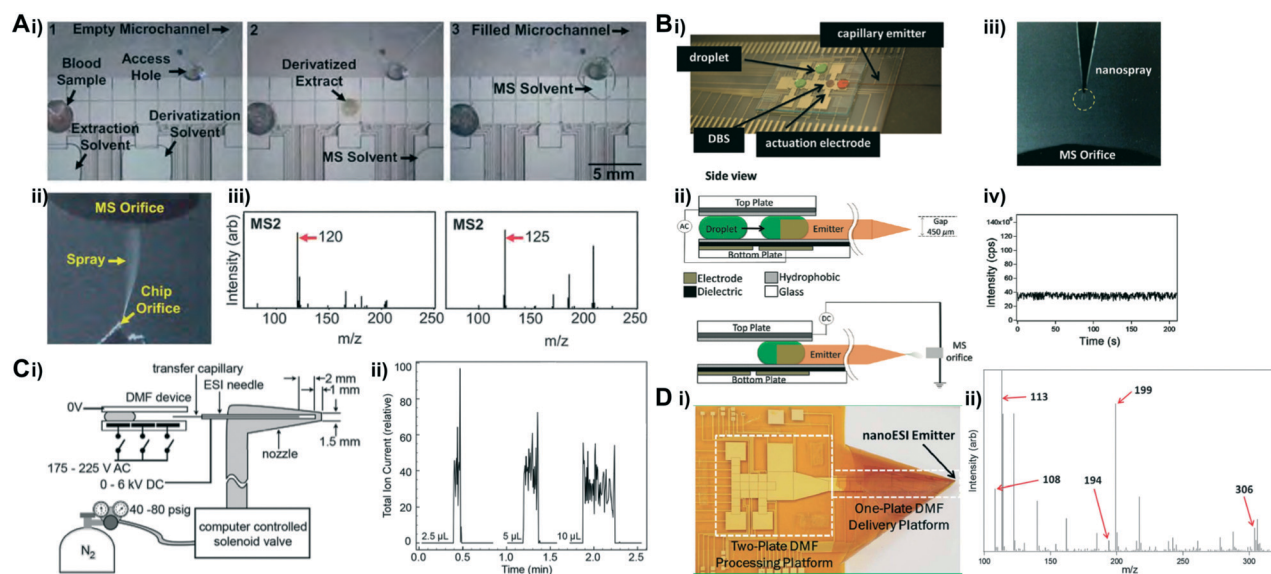 A i)
1 Empty Microchannel
Blood
Sample
Access
Hole
Extraction
Solvent
Derivatization
Solvent
2
Derivatized
Extract
MS Solvent
3 Filled Microchannel
MS Solvent
5 mm
ii)
MS Orifice
Spray
Chip
Orifice
iii)
MS2
120
Intensity (arb)
100 150 200 250
m/z
MS2
125
100 150 200 250
m/z
B i)
capillary emitter
droplet
DBS
actuation electrode
iii)
nanospray
MS Orifice
Side view
ii)
Top Plate
AC
Droplet
Emitter
Gap
450 μm
Bottom Plate
Electrode
Hydrophobic
Dielectric
Glass
DC
Top Plate
Emitter
MS
orifice
Bottom Plate
iv)
Intensity (cps)
120
100
80
60
40
20
0
0 50 100 150 200
Time (s)
C i)
transfer capillary
ESI needle
DMF device
2 mm
1 mm
0V
1.5 mm
nozzle
175 - 225 V AC
0 - 6 kV DC
40 -80 psig
N2
computer controlled
solenoid valve
ii)
Total Ion Current (relative)
100
80
60
40
20
0
2.5 μL
5 μL
10 μL
0.0 0.5 1.0 1.5 2.0 2.5
Time (min)
D i)
nanoESI Emitter
One-Plate DMF
Delivery Platform
Two-Plate DMF
Processing Platform
ii)
Intensity (arb)
113
199
108
194
306
100 150 200 250 300
m/z